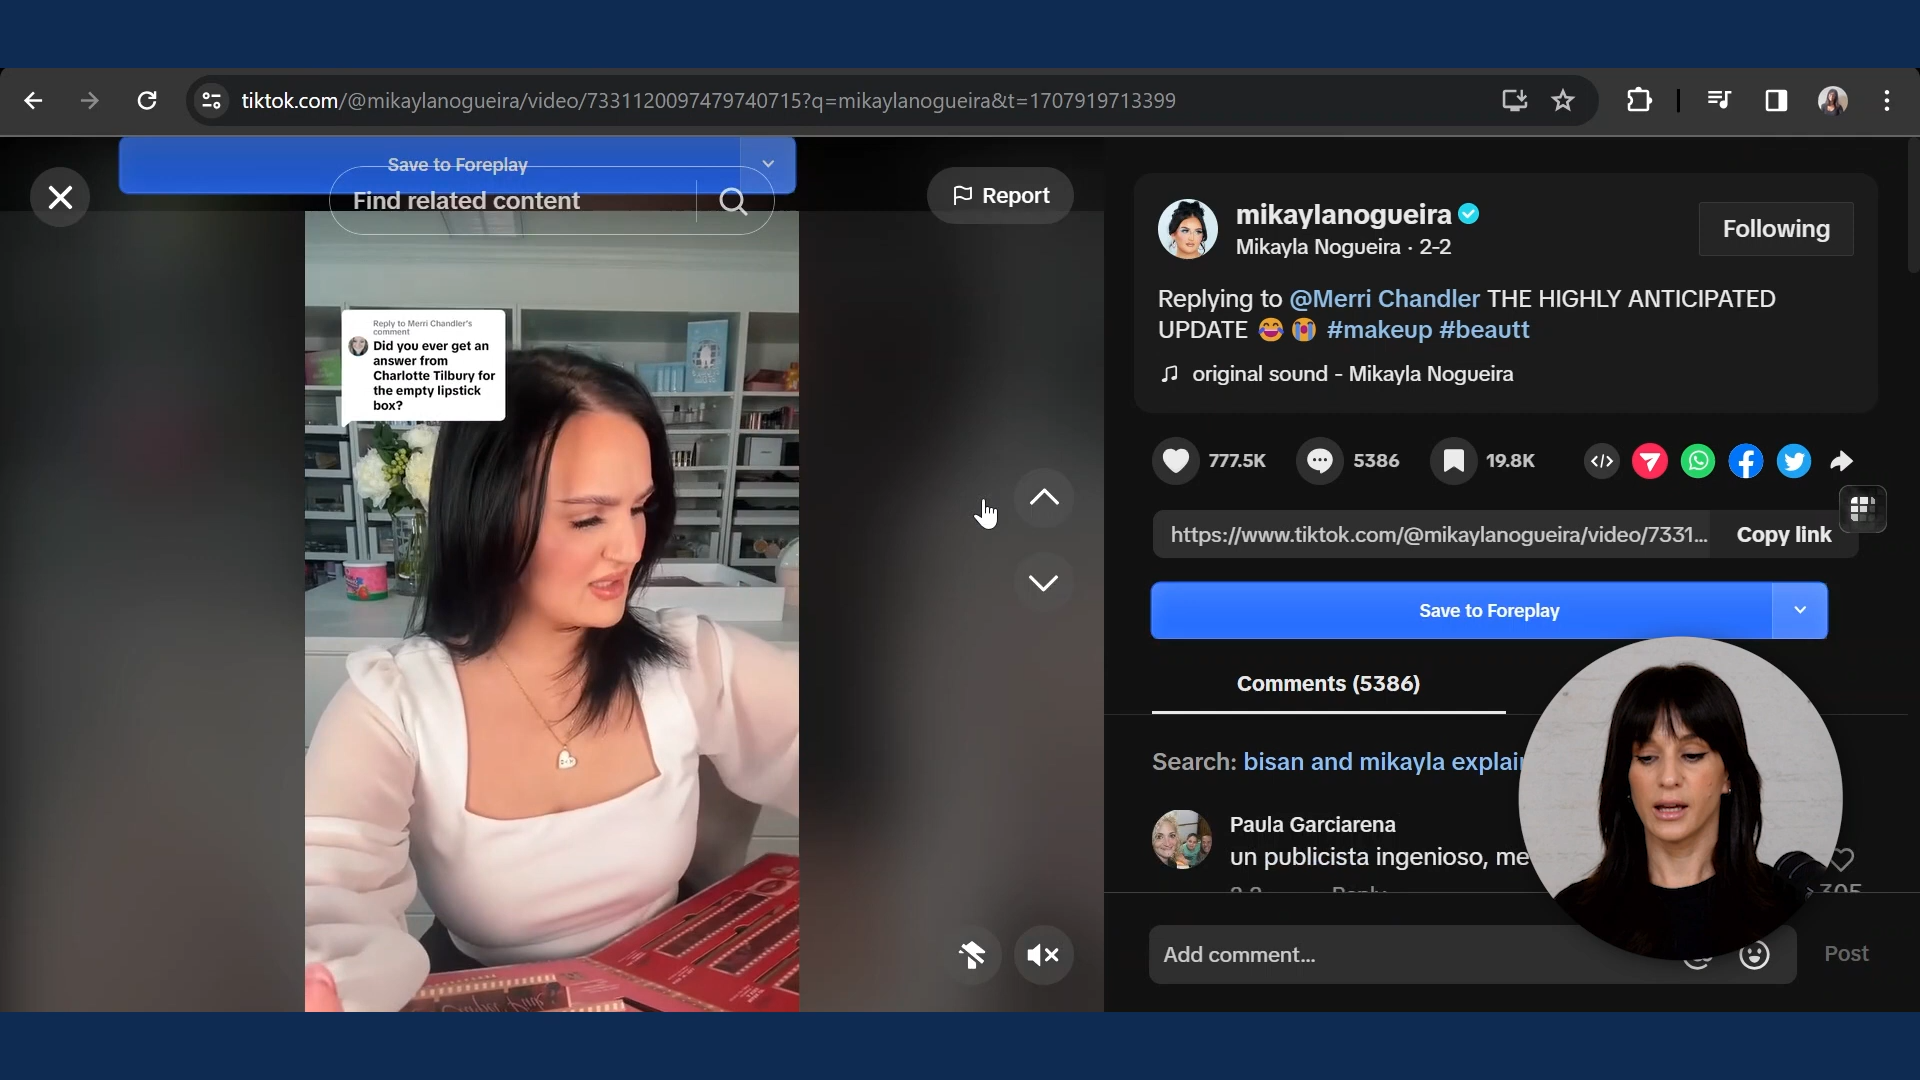 tiktok.com/@mikaylanogueira/video/7331120097479740715?q=mikaylanogueira&t=1707919713399
Save to Foreplay
Find related content
Report
Reply to Merri Chandler's
comment
Did you ever get an
answer from
Charlotte Tilbury for
the empty lipstick
box?
mikaylanogueira
Mikayla Nogueira · 2-2
Following
Replying to @Merri Chandler THE HIGHLY ANTICIPATED
UPDATE 😂 😭 #makeup #beautt
original sound - Mikayla Nogueira
777.5K
5386
19.8K
https://www.tiktok.com/@mikaylanogueira/video/7331...
Copy link
Save to Foreplay
Comments (5386)
Search: bisan and mikayla explai
Paula Garciarena
un publicista ingenioso, me
2-2
Reply
305
Add comment...
Post